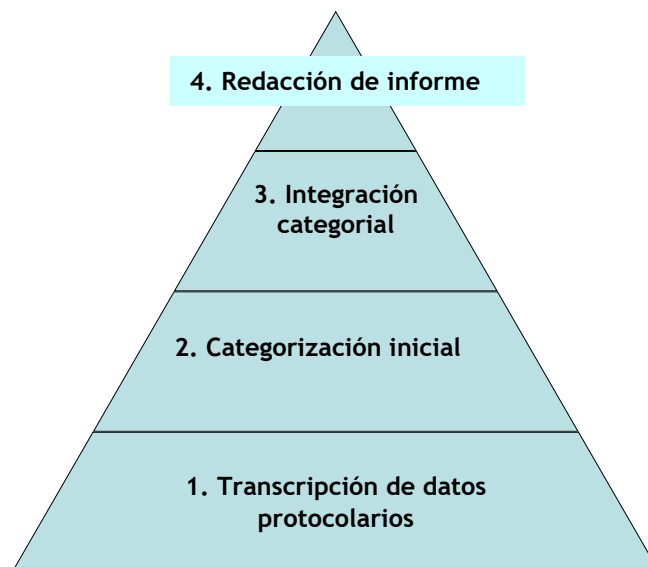 4. Redacción de informe
3. Integración
categorial
2. Categorización inicial
1. Transcripción de datos
protocolarios